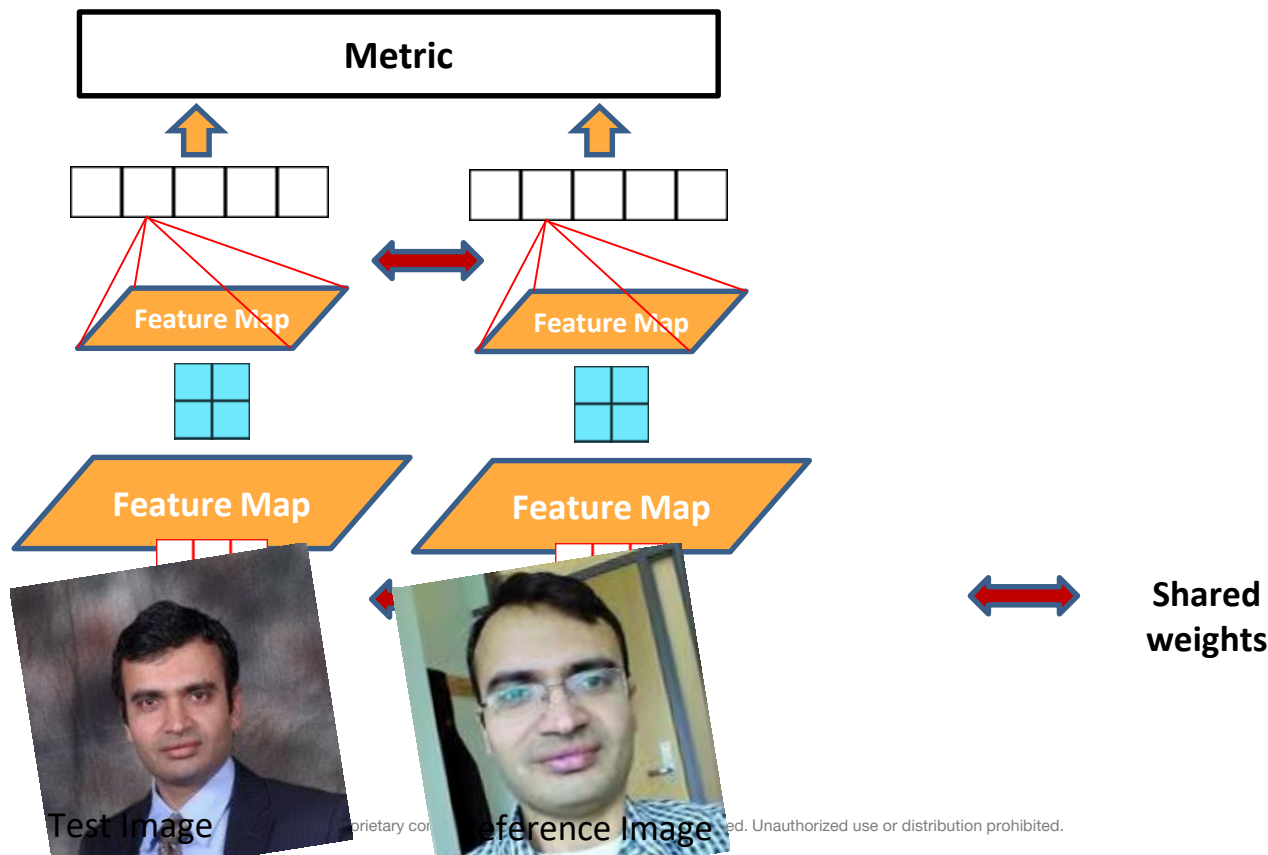 Metric
Feature Map
Feature Map
Feature Map
Feature Map
Shared
weights
Test Image
Reference Image
ed. Unauthorized use or distribution prohibited.